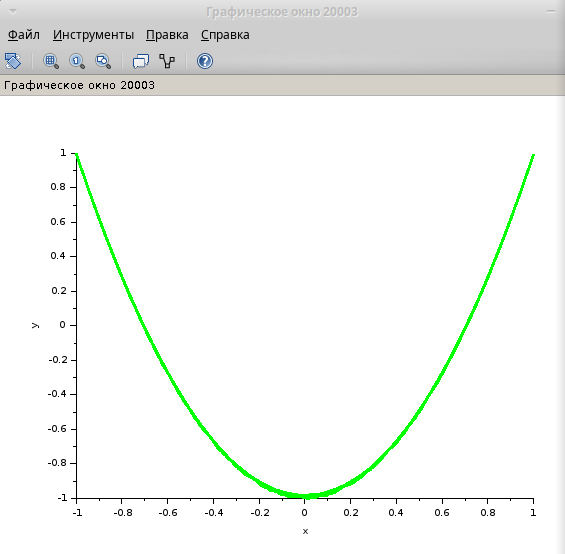 Графическое окно 20003
Файл Инструменты Правка Справка
Графическое окно 20003
1
0.8
0.6
0.4
0.2
0
-0.2
-0.4
-0.6
-0.8
-1
y
-1 -0.8 -0.6 -0.4 -0.2 0 0.2 0.4 0.6 0.8 1
x